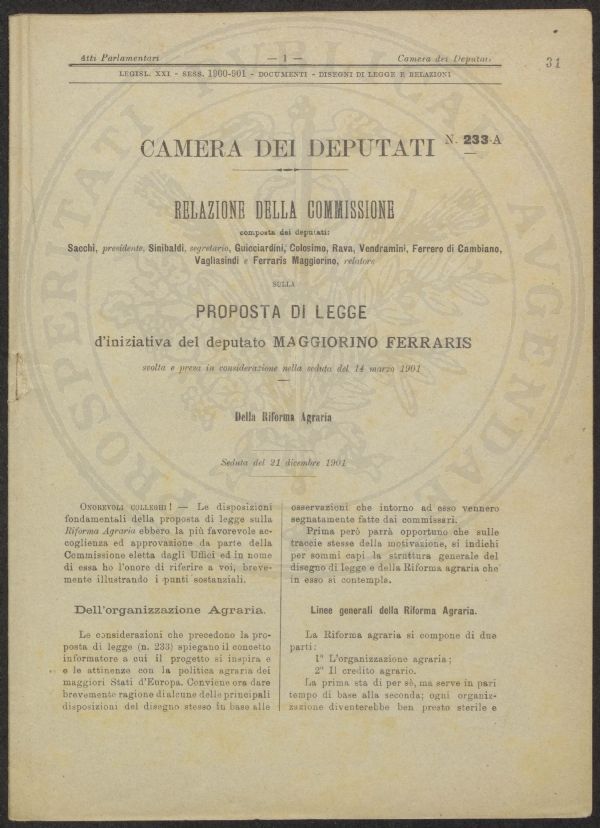 Atti Parlamentari — 1 — Camera dei Deputati
31
LEGISL. XXI - SESS. 1900-901 - DOCUMENTI - DISEGNI DI LEGGE E RELAZIONI
CAMERA DEI DEPUTATI N. 233-A
RELAZIONE DELLA COMMISSIONE
composta dei deputati:
Sacchi, presidente, Sinibaldi, segretario, Guicciardini, Colosimo, Rava, Vendramini, Ferrero di Cambiano,
Vagliasindi e Ferraris Maggiorino, relatore
SULLA
PROPOSTA DI LEGGE
d'iniziativa del deputato MAGGIORINO FERRARIS
svolta e presa in considerazione nella seduta del 14 marzo 1901
Della Riforma Agraria
Seduta del 21 dicembre 1901
ONOREVOLI COLLEGHI! — Le disposizioni
fondamentali della proposta di legge sulla
Riforma Agraria ebbero la più favorevole ac-
coglienza ed approvazione da parte della
Commissione eletta dagli Uffici ed in nome
di essa ho l'onore di riferire a voi, breve-
mente illustrando i punti sostanziali.
Dell'organizzazione Agraria.
Le considerazioni che precedono la pro-
posta di legge (n. 233) spiegano il concetto
informatore a cui il progetto si inspira e
e le attinenze con la politica agraria dei
maggiori Stati d'Europa. Conviene ora dare
brevemente ragione di alcune delle principali
disposizioni del disegno stesso in base alle
osservazioni che intorno ad esso vennero
segnatamente fatte dai commissari.
Prima però parrà opportuno che sulle
traccie stesse della motivazione, si indichi
per sommi capi la struttura generale del
disegno di legge e della Riforma agraria che
in esso si contempla.
Linee generali della Riforma Agraria.
La Riforma agraria si compone di due
parti:
1° L'organizzazione agraria;
2° Il credito agrario.
La prima sta di per sè, ma serve in pari
tempo di base alla seconda; ogni organiz-
zazione diventerebbe ben presto sterile e
PROSPERITATI PUBLICAE AUGENDAE